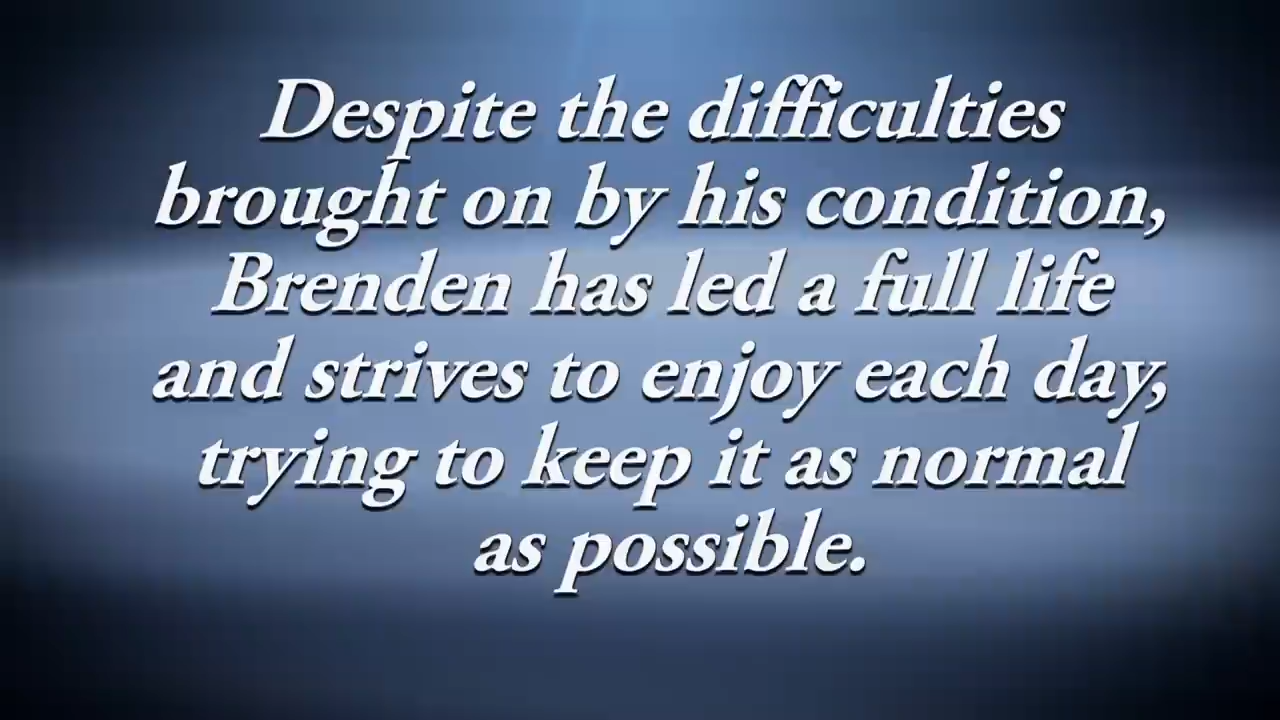 Despite the difficulties
brought on by his condition,
Brenden has led a full life
and strives to enjoy each day,
trying to keep it as normal
as possible.